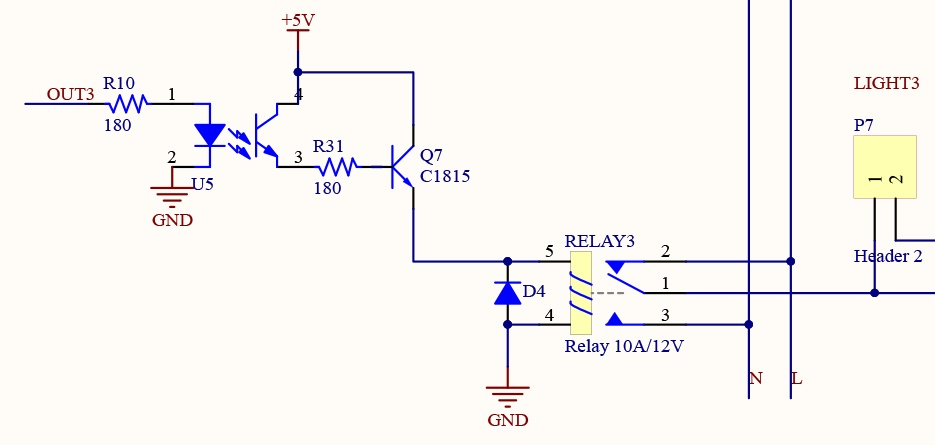 +5V
OUT3
R10
180
1
2
U5
GND
4
3
R31
180
Q7
C1815
LIGHT3
P7
1
2
Header 2
RELAY3
5
4
2
1
3
D4
Relay 10A/12V
GND
N
L